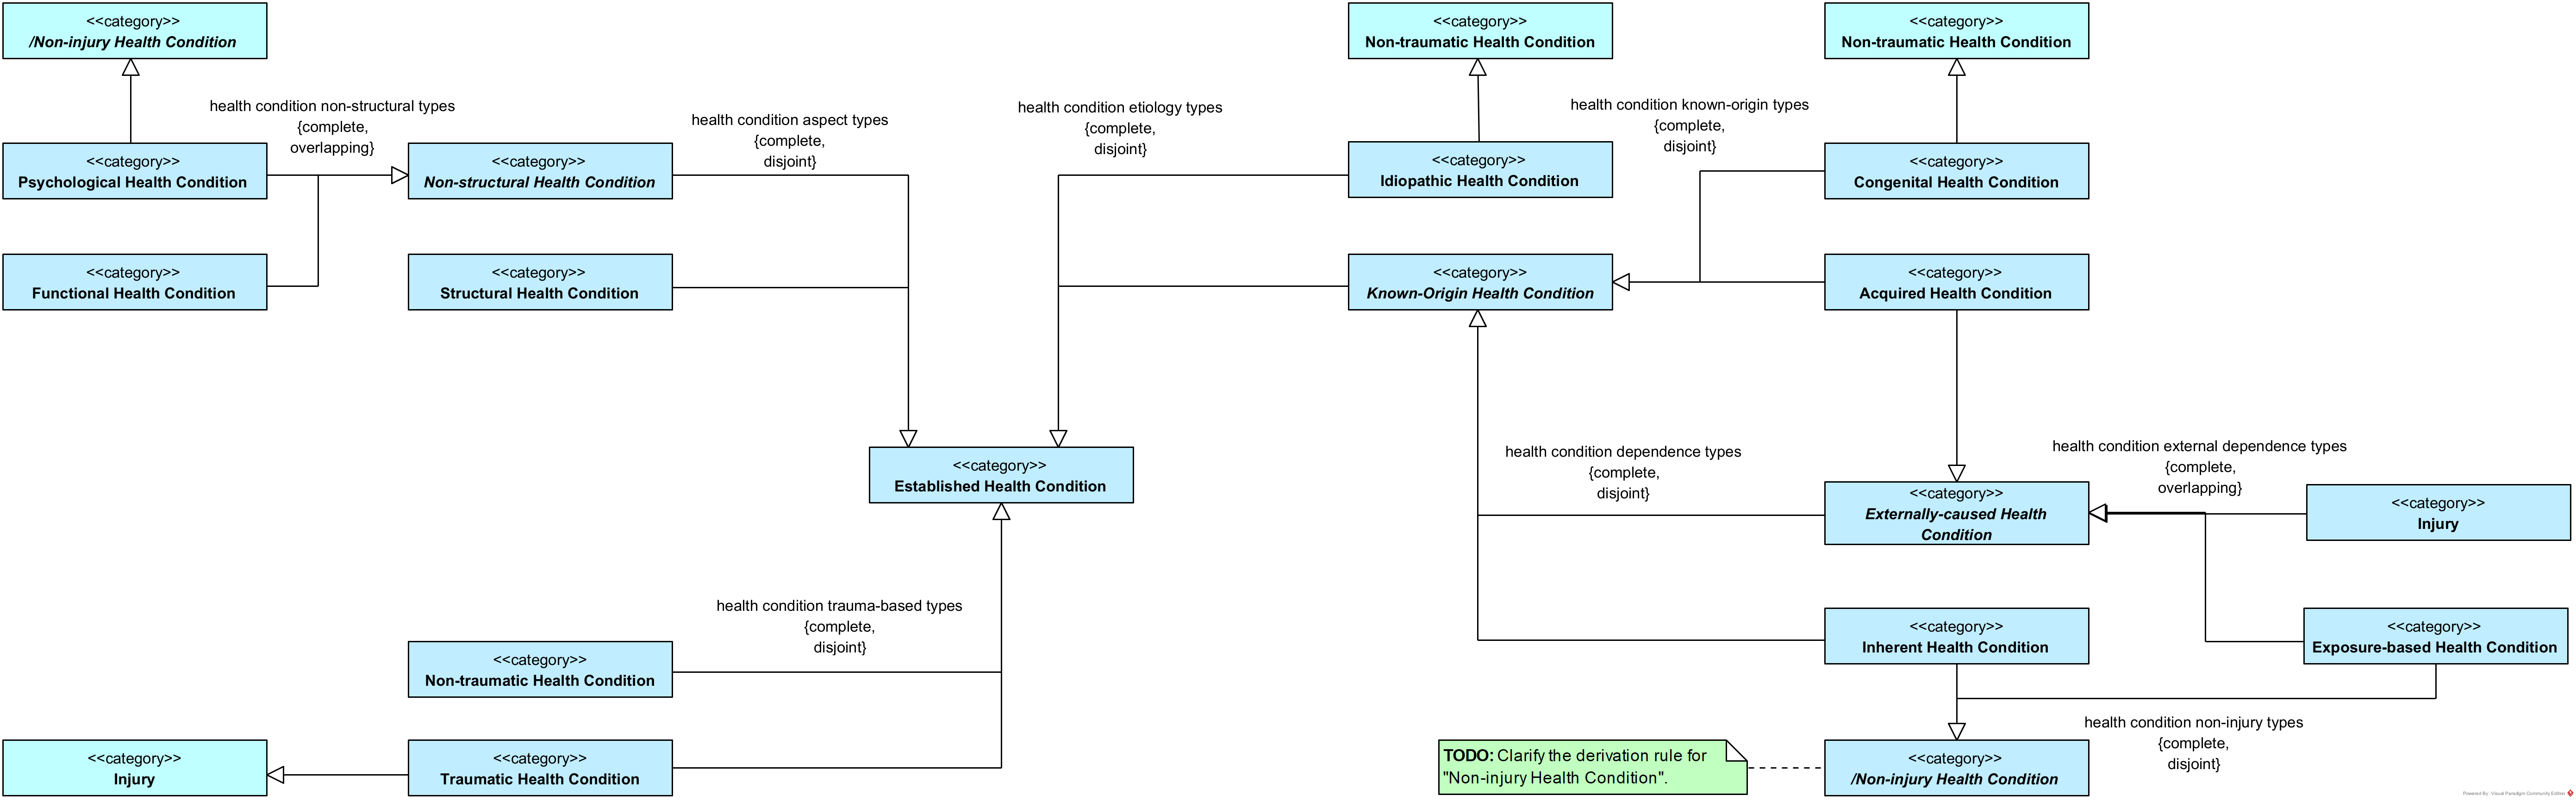 <<category>>
/Non-injury Health Condition
<<category>>
Non-traumatic Health Condition
<<category>>
Non-traumatic Health Condition
health condition non-structural types
{complete,
overlapping}
health condition aspect types
{complete,
disjoint}
health condition etiology types
{complete,
disjoint}
health condition known-origin types
{complete,
disjoint}
<<category>>
Psychological Health Condition
<<category>>
Non-structural Health Condition
<<category>>
Idiopathic Health Condition
<<category>>
Congenital Health Condition
<<category>>
Functional Health Condition
<<category>>
Structural Health Condition
<<category>>
Known-Origin Health Condition
<<category>>
Acquired Health Condition
<<category>>
Established Health Condition
health condition dependence types
{complete,
disjoint}
<<category>>
Externally-caused Health
Condition
health condition external dependence types
{complete,
overlapping}
<<category>>
Injury
health condition trauma-based types
{complete,
disjoint}
<<category>>
Non-traumatic Health Condition
<<category>>
Inherent Health Condition
<<category>>
Exposure-based Health Condition
<<category>>
Injury
<<category>>
Traumatic Health Condition
TODO: Clarify the derivation rule for
"Non-injury Health Condition".
<<category>>
/Non-injury Health Condition
health condition non-injury types
{complete,
disjoint}
Powered By: Visual Paradigm Community Edition